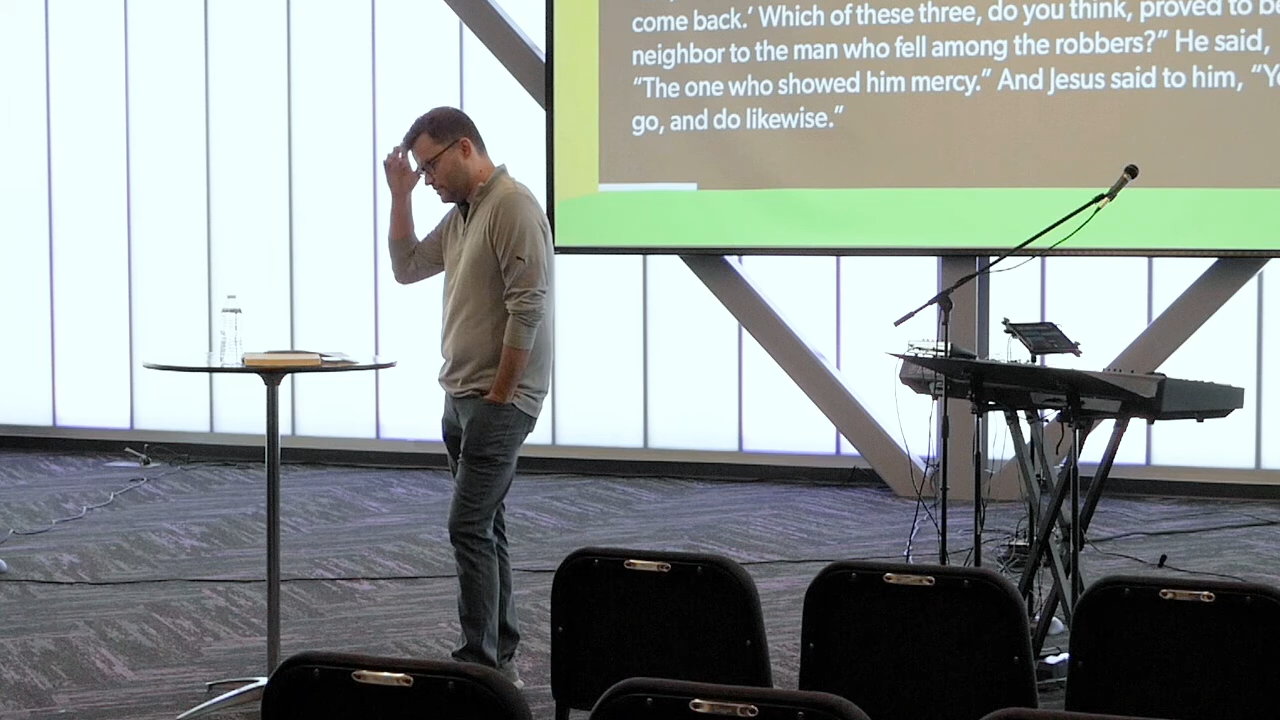 come back.’ Which of these three, do you think, proved to be
neighbor to the man who fell among the robbers?” He said,
“The one who showed him mercy.” And Jesus said to him, “Yo
go, and do likewise.”